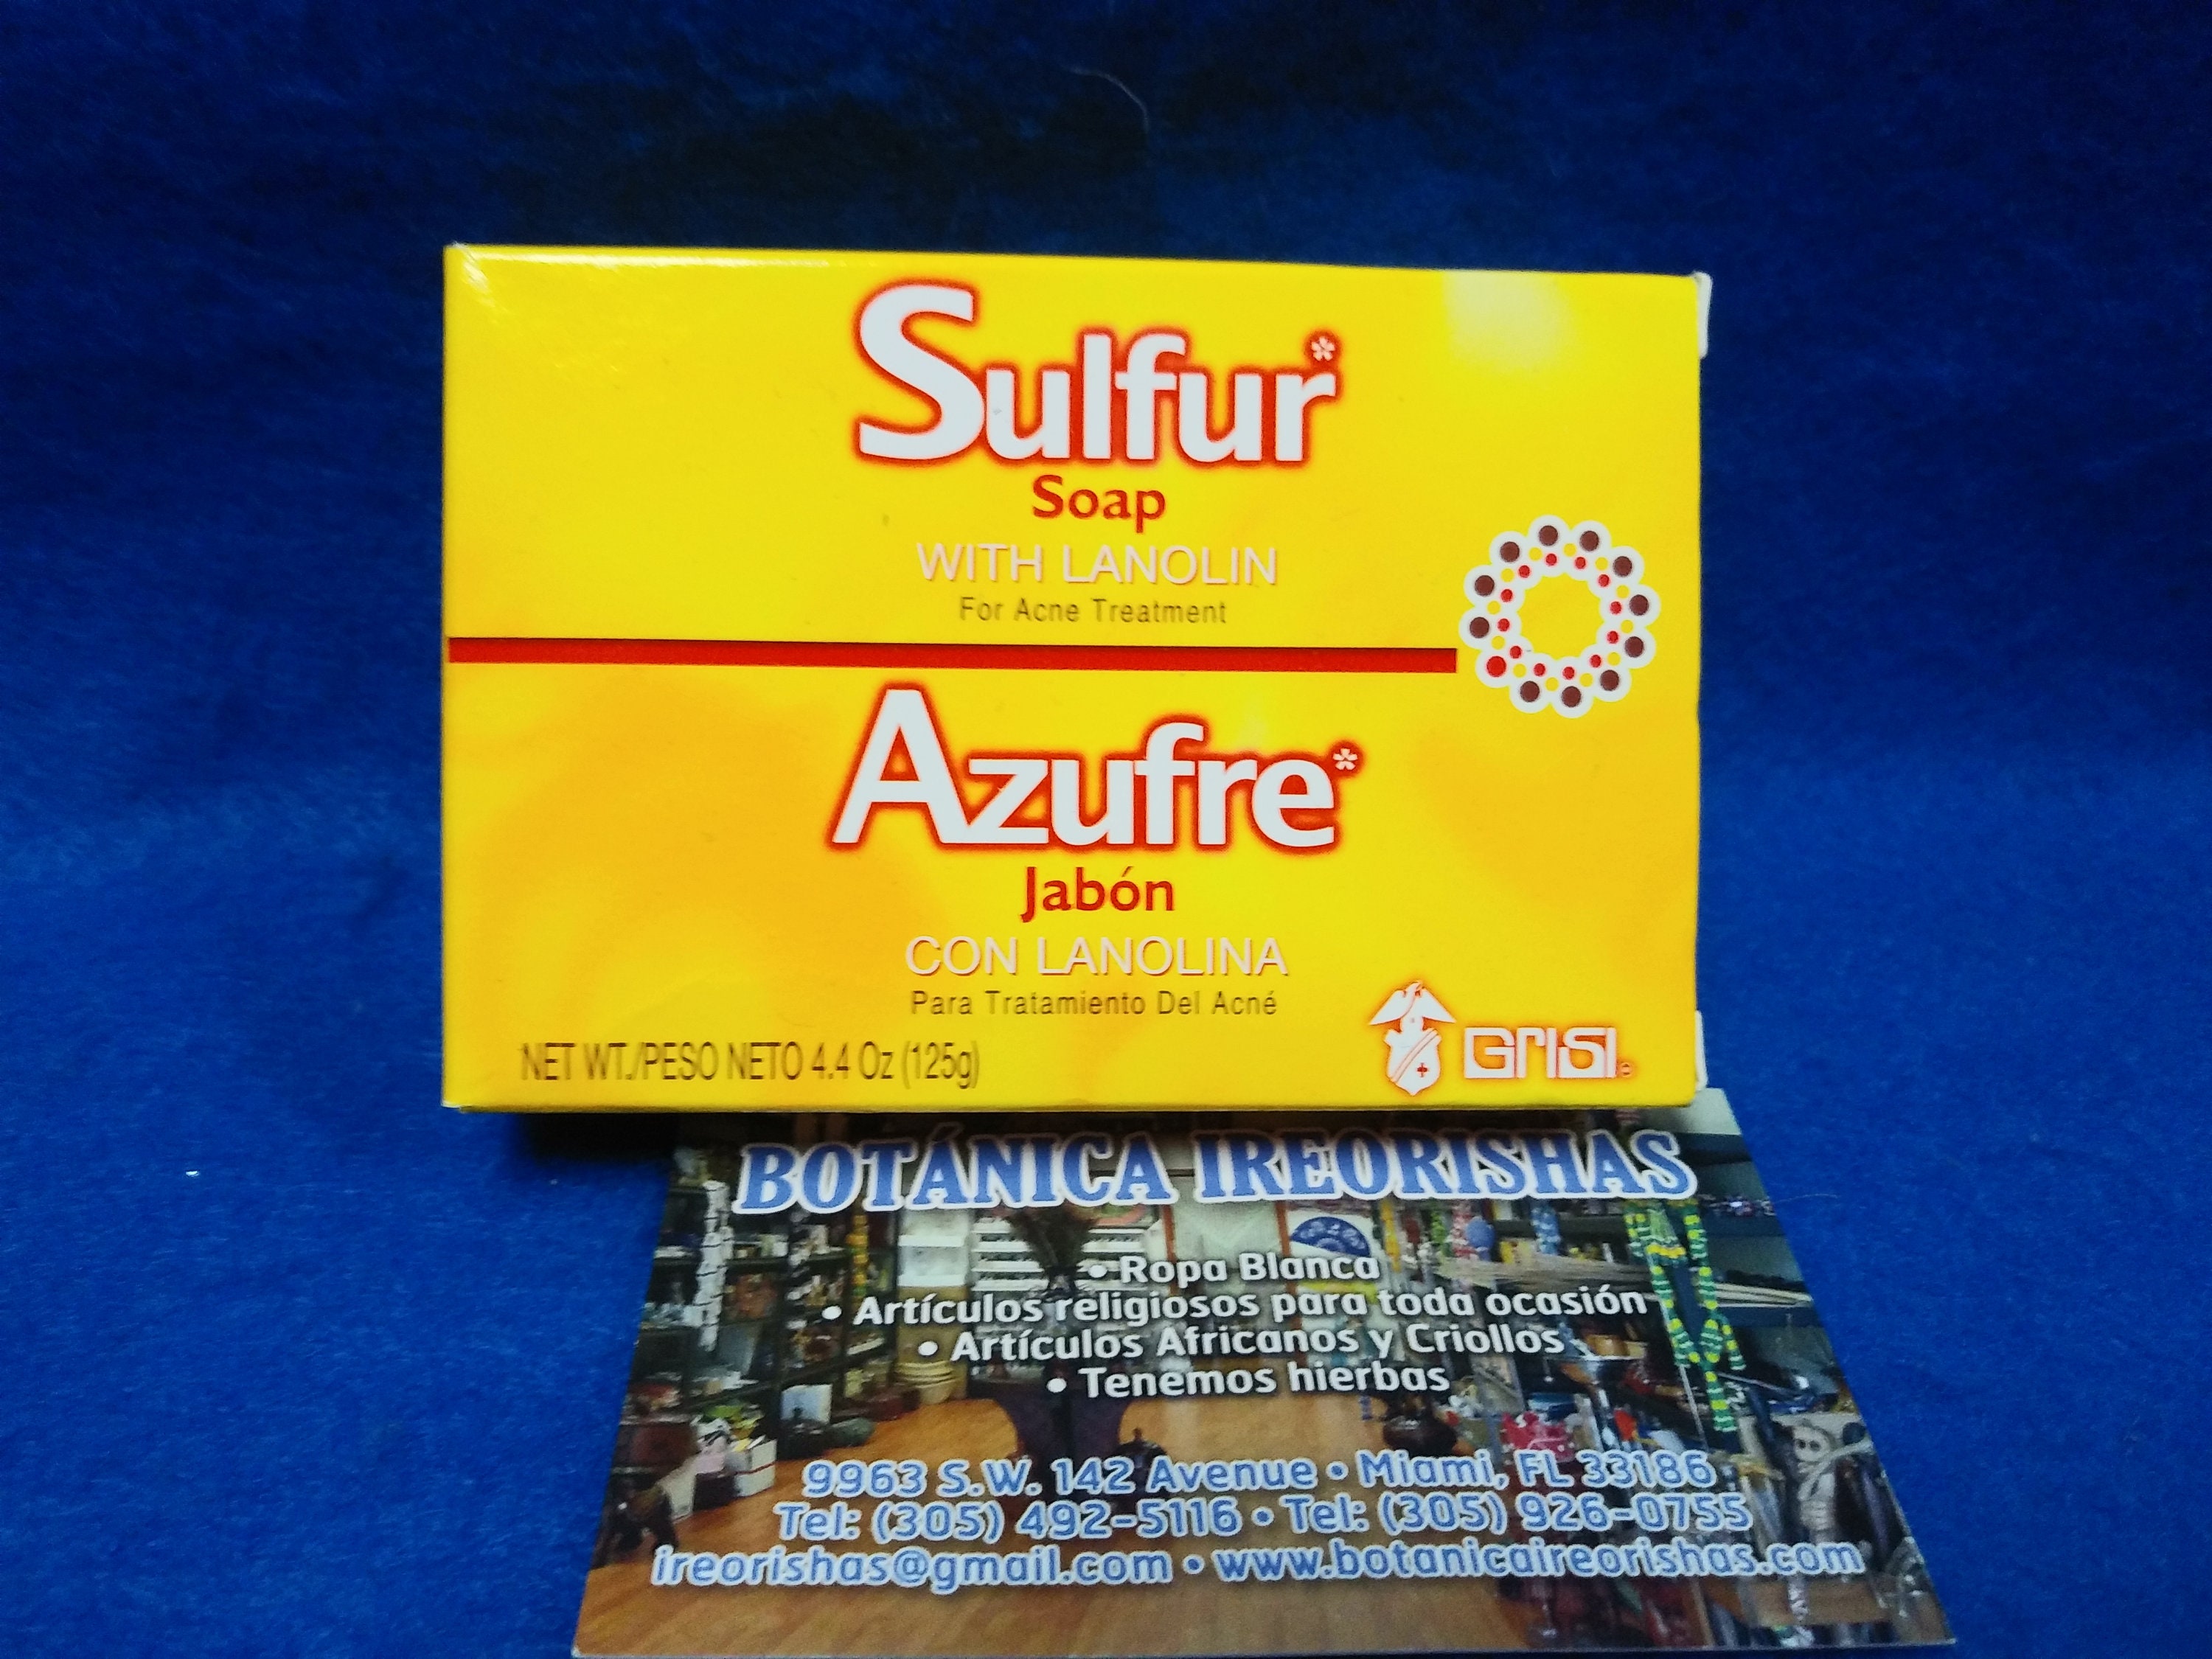 Sulfur*
Soap
WITH LANOLIN
For Acne Treatment
Azufre*
Jabón
CON LANOLINA
Para Tratamiento Del Acné
NET WT./PESO NETO 4.4 Oz (125g)
GRISI®
BOTÁNICA IREORISHAS
• Ropa Blanca
• Artículos religiosos para toda ocasión
• Artículos Africanos y Criollos
• Tenemos hierbas
9963 S.W. 142 Avenue • Miami, FL 33186
Tel: (305) 492-5116 • Tel: (305) 926-0755
ireorishas@gmail.com • www.botanicaireorishas.com